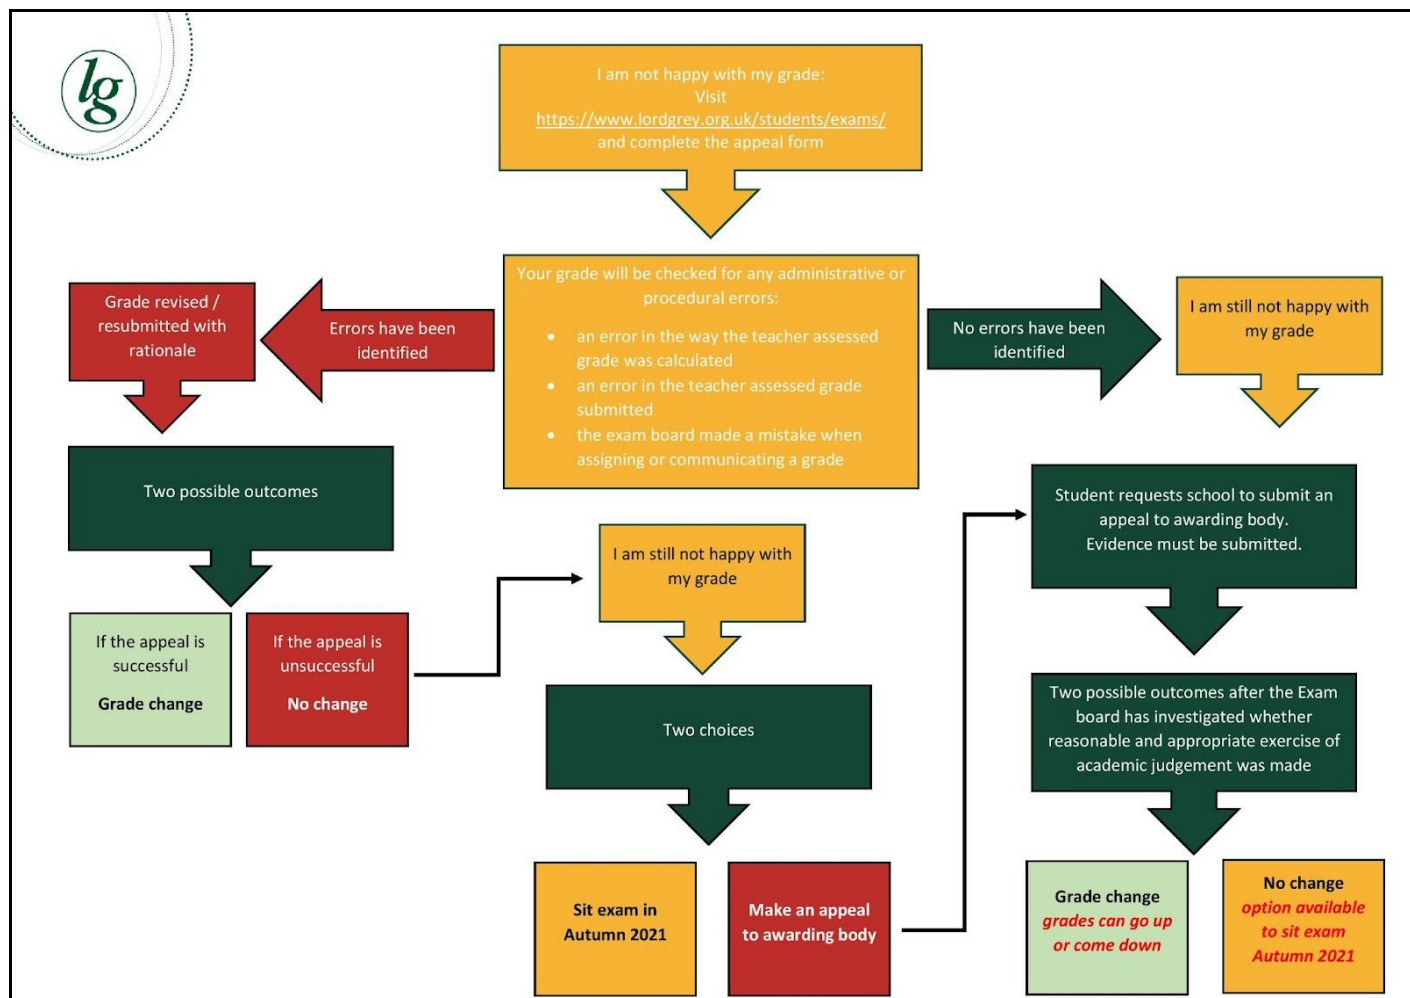 lg
I am not happy with my grade:
Visit
https://www.lordgrey.org.uk/students/exams/
and complete the appeal form
Your grade will be checked for any administrative or
procedural errors:
• an error in the way the teacher assessed
grade was calculated
• an error in the teacher assessed grade
submitted
• the exam board made a mistake when
assigning or communicating a grade
Errors have been
identified
Grade revised /
resubmitted with
rationale
Two possible outcomes
If the appeal is
successful
Grade change
If the appeal is
unsuccessful
No change
I am still not happy with
my grade
Two choices
Sit exam in
Autumn 2021
Make an appeal
to awarding body
No errors have been
identified
I am still not happy with
my grade
Student requests school to submit an
appeal to awarding body.
Evidence must be submitted.
Two possible outcomes after the Exam
board has investigated whether
reasonable and appropriate exercise of
academic judgement was made
Grade change
grades can go up
or come down
No change
option available
to sit exam
Autumn 2021